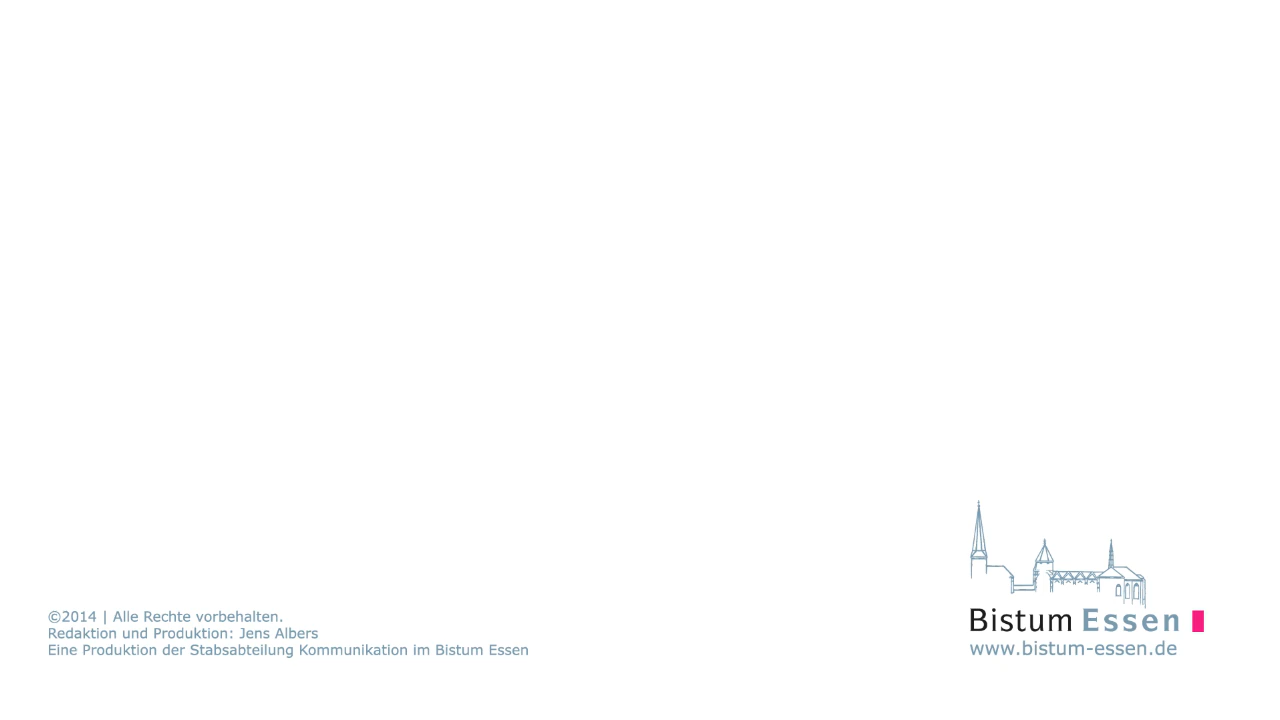 ©2014 | Alle Rechte vorbehalten.
Redaktion und Produktion: Jens Albers
Eine Produktion der Stabsabteilung Kommunikation im Bistum Essen
Bistum Essen
www.bistum-essen.de